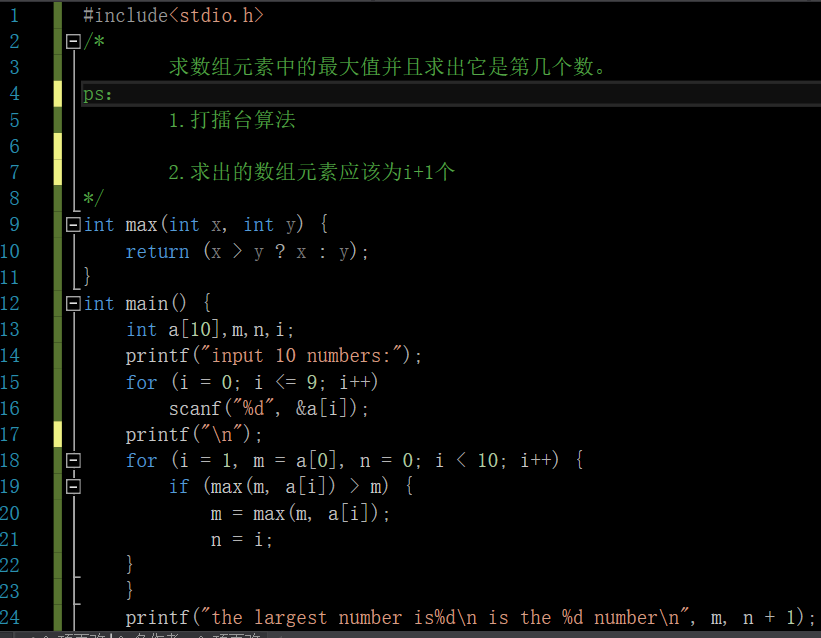 1 #include<stdio.h>
2 /*
3 求数组元素中的最大值并且求出它是第几个数。
4 ps:
5 1.打擂台算法
6
7 2.求出的数组元素应该为i+1个
8 */
9 int max(int x, int y) {
10 return (x > y ? x : y);
11 }
12 int main() {
13 int a[10],m,n,i;
14 printf("input 10 numbers:");
15 for (i = 0; i <= 9; i++)
16 scanf("%d", &a[i]);
17 printf("\n");
18 for (i = 1, m = a[0], n = 0; i < 10; i++) {
19 if (max(m, a[i]) > m) {
20 m = max(m, a[i]);
21 n = i;
22 }
23 }
24 printf("the largest number is%d\n is the %d number\n", m, n + 1);